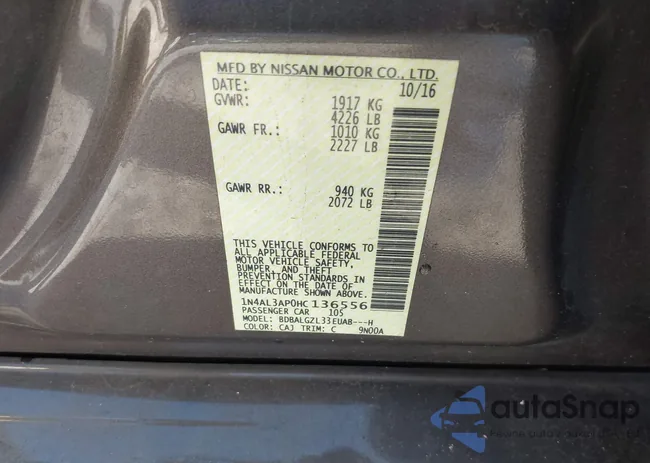 MFD BY NISSAN MOTOR CO., LTD.
DATE: 10/16
GVWR: 1917 KG
4226 LB
GAWR FR.: 1010 KG
2227 LB
GAWR RR.: 940 KG
2072 LB
THIS VEHICLE CONFORMS TO
ALL APPLICABLE FEDERAL
MOTOR VEHICLE SAFETY,
BUMPER, AND THEFT
PREVENTION STANDARDS IN
EFFECT ON THE DATE OF
MANUFACTURE SHOWN ABOVE.
1N4AL3AP0HC136556
PASSENGER CAR 105
MODEL: BDBALGZL33EUAB---H
COLOR: CAJ TRIM: C 9N00A
autaSnap